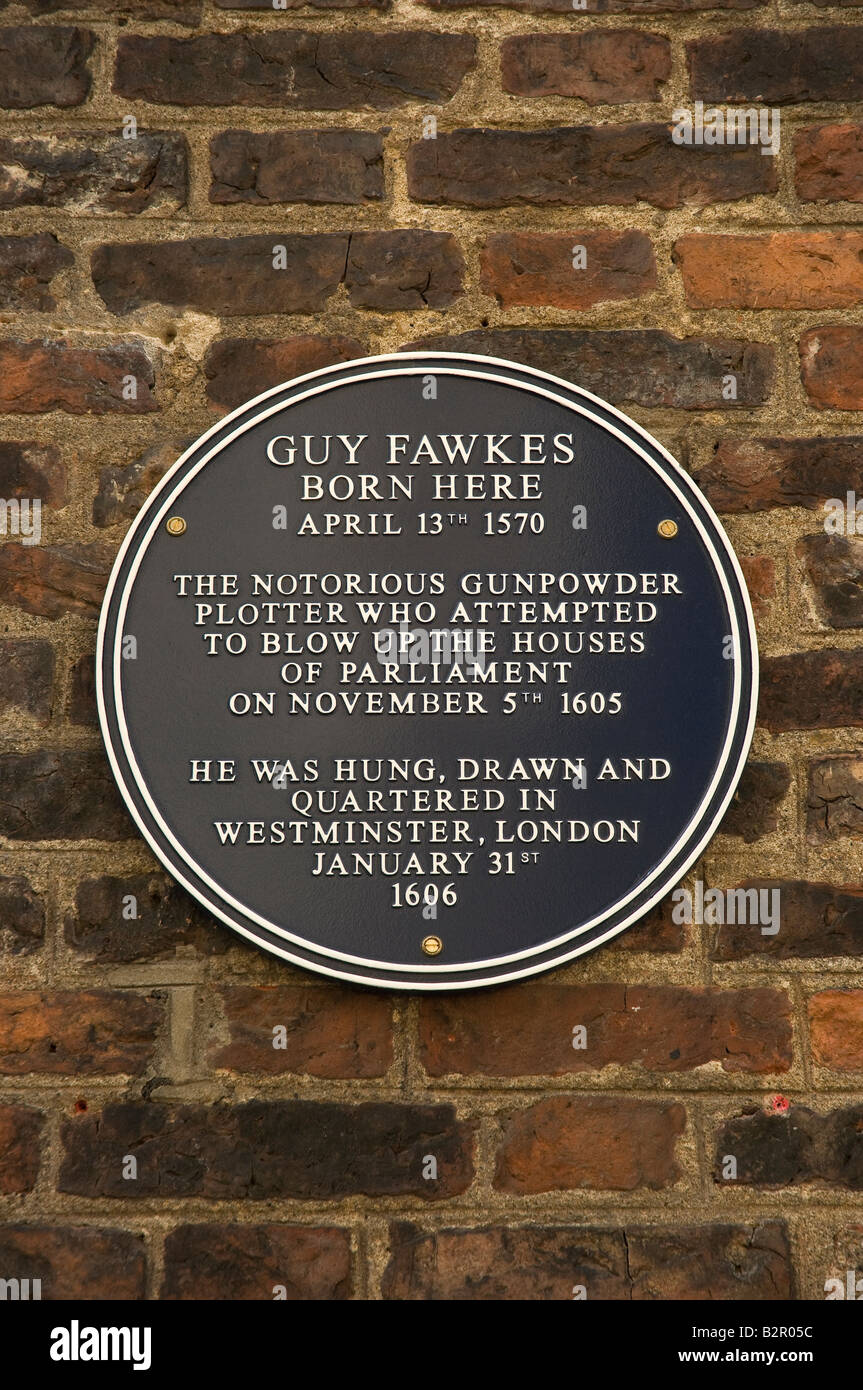 GUY FAWKES
BORN HERE
APRIL 13TH 1570
THE NOTORIOUS GUNPOWDER
PLOTTER WHO ATTEMPTED
TO BLOW UP THE HOUSES
OF PARLIAMENT
ON NOVEMBER 5TH 1605
HE WAS HUNG, DRAWN AND
QUARTERED IN
WESTMINSTER, LONDON
JANUARY 31ST
1606
alamy
Image ID: B2R05C
www.alamy.com